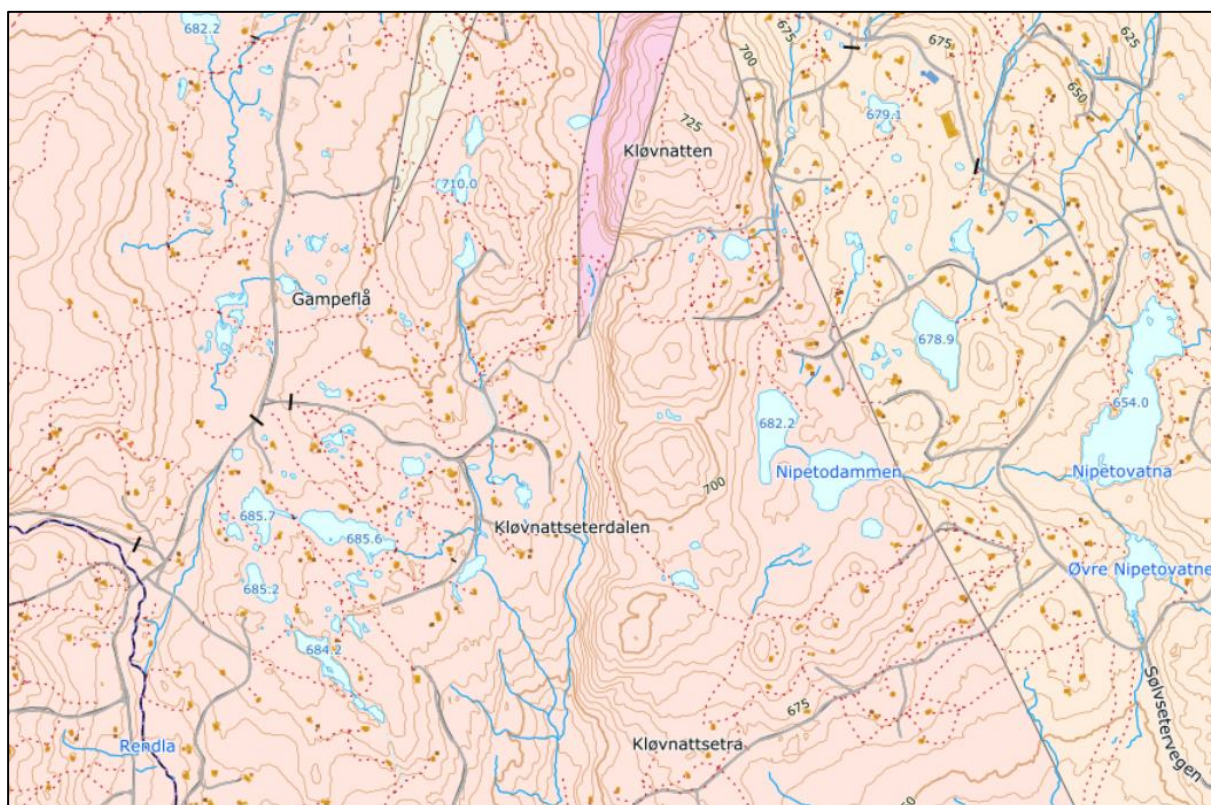 682.2
675
675
625
700
650
679.1
725
Kløvnatten
710.0
Gampeflå
678.9
654.0
682.2
Nipetodammen
Nipetovatna
700
685.7
Kløvnattseterdalen
685.6
Øvre Nipetovatne
685.2
684.2
675
Sølvsetervegen
Rendla
Kløvnattsetra